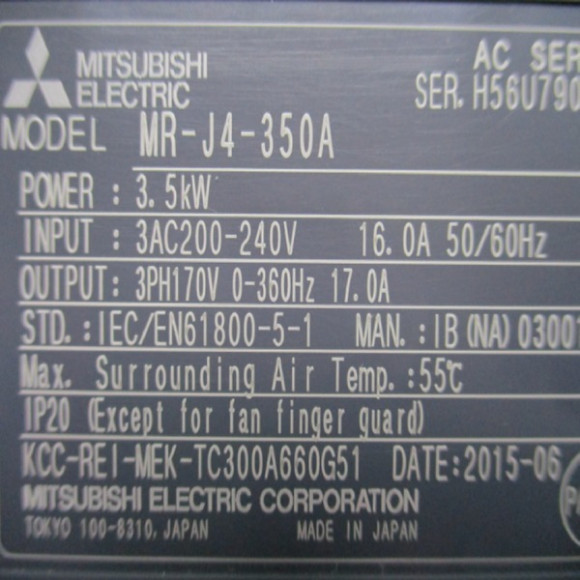 MITSUBISHI ELECTRIC
AC SER
SER. H56U790
MODEL MR-J4-350A
POWER : 3.5kW
INPUT : 3AC200-240V 16.0A 50/60Hz
OUTPUT: 3PH170V 0-360Hz 17.0A
STD.: IEC/EN61800-5-1 MAN.: IB(NA)03001
Max. Surrounding Air Temp.:55℃
IP20 (Except for fan finger guard)
KCC-REI-MEK-TC300A660G51 DATE:2015-06
MITSUBISHI ELECTRIC CORPORATION
TOKYO 100-8310, JAPAN MADE IN JAPAN